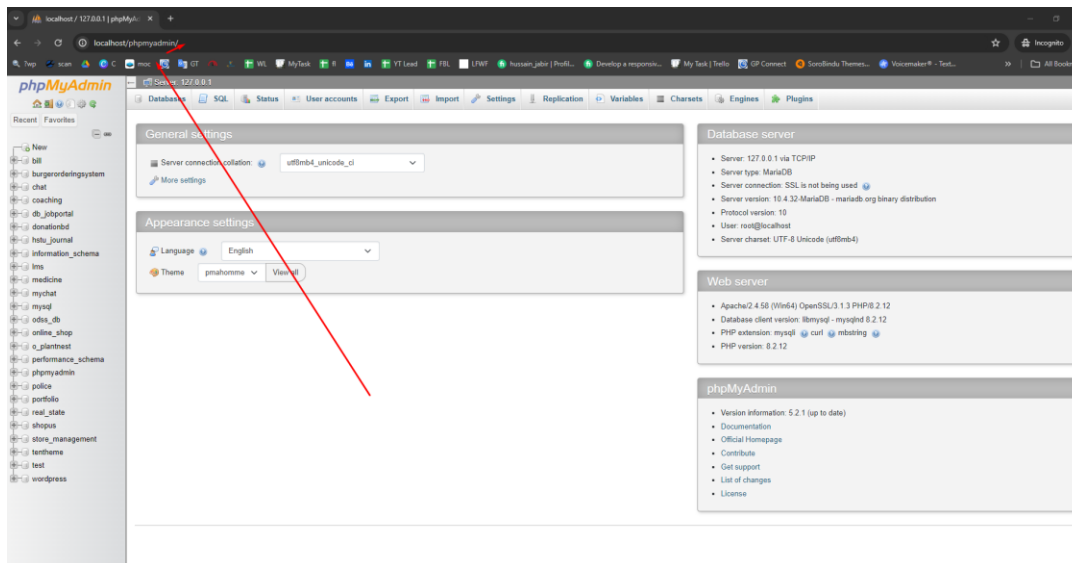 localhost / 127.0.0.1 | phpMyAd
localhost/phpmyadmin/
Incognito
scan
C
moc
GT
WL
MyTask
R
in
YT Lead
FBL
LFWF
hussain_jabir | Profil...
Develop a responsiv...
My Task | Trello
GP Connect
SoroBindu Themes...
Voicemaker® - Text...
»
All Books
phpMyAdmin
Recent
Favorites
New
bill
burgerorderingsystem
chat
coaching
db_jobportal
donationbd
hstu_journal
information_schema
lms
medicine
mychat
mysql
odss_db
online_shop
o_plantnest
performance_schema
phpmyadmin
police
portfolio
real_state
shopus
store_management
tentheme
test
wordpress
Server: 127.0.0.1
Databases
SQL
Status
User accounts
Export
Import
Settings
Replication
Variables
Charsets
Engines
Plugins
General settings
Server connection collation:
utf8mb4_unicode_ci
More settings
Appearance settings
Language
English
Theme
pmahomme
View all
Database server
Server: 127.0.0.1 via TCP/IP
Server type: MariaDB
Server connection: SSL is not being used
Server version: 10.4.32-MariaDB - mariadb.org binary distribution
Protocol version: 10
User: root@localhost
Server charset: UTF-8 Unicode (utf8mb4)
Web server
Apache/2.4.58 (Win64) OpenSSL/3.1.3 PHP/8.2.12
Database client version: libmysql - mysqlnd 8.2.12
PHP extension: mysqli curl mbstring
PHP version: 8.2.12
phpMyAdmin
Version information: 5.2.1 (up to date)
Documentation
Official Homepage
Contribute
Get support
List of changes
License